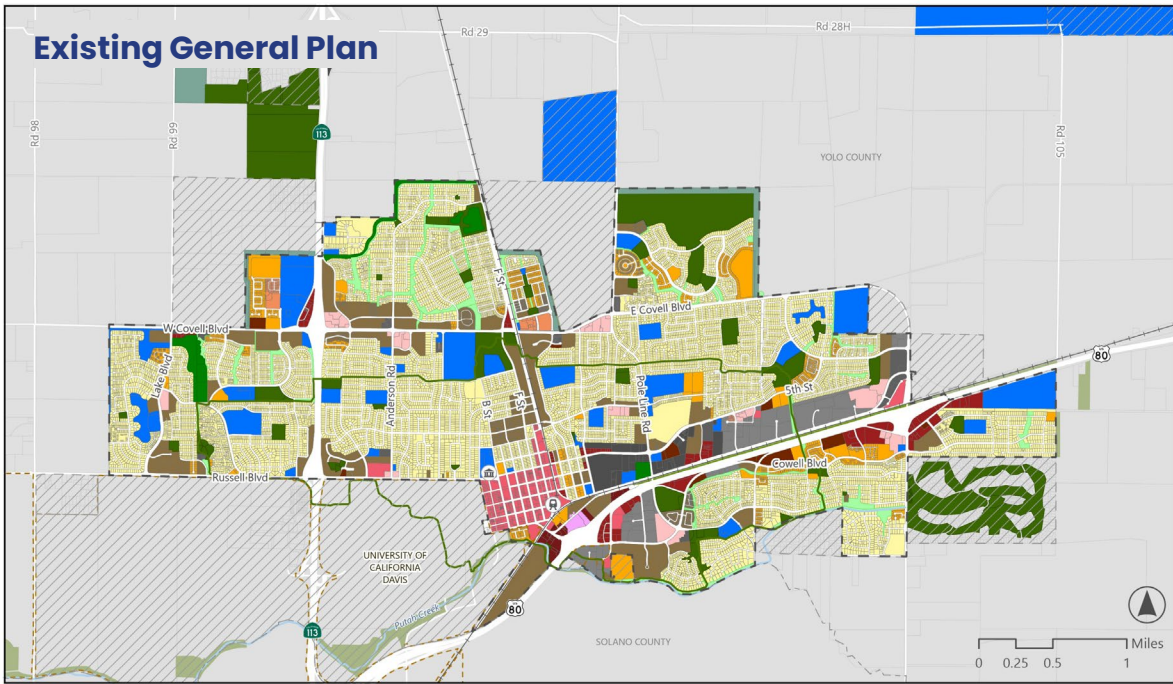 Existing General Plan
Rd 29
Rd 28H
Rd 98
Rd 99
113
Rd 105
YOLO COUNTY
F St
E Covell Blvd
W Covell Blvd
Lake Blvd
Anderson Rd
B St
F St
Pole Line Rd
5th St
80
Cowell Blvd
Russell Blvd
UNIVERSITY OF
CALIFORNIA
DAVIS
Putah Creek
80
113
SOLANO COUNTY
Miles
0 0.25 0.5 1